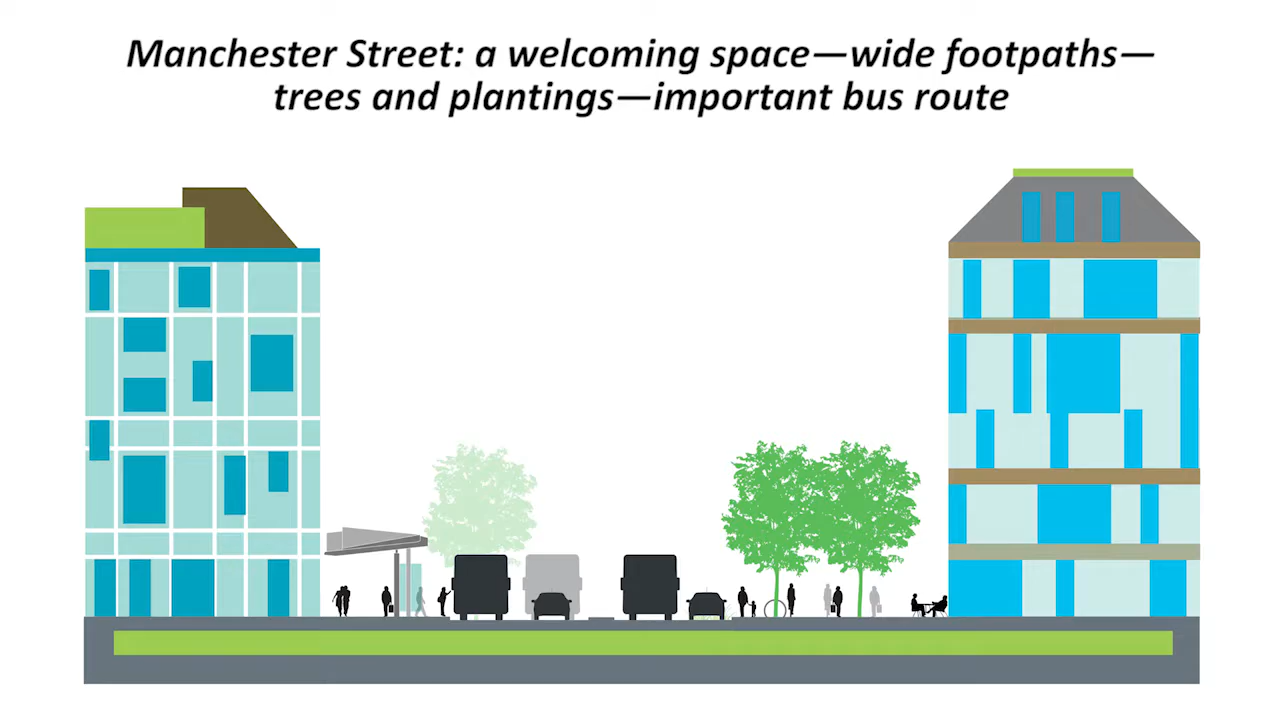 Manchester Street: a welcoming space—wide footpaths—
trees and plantings—important bus route